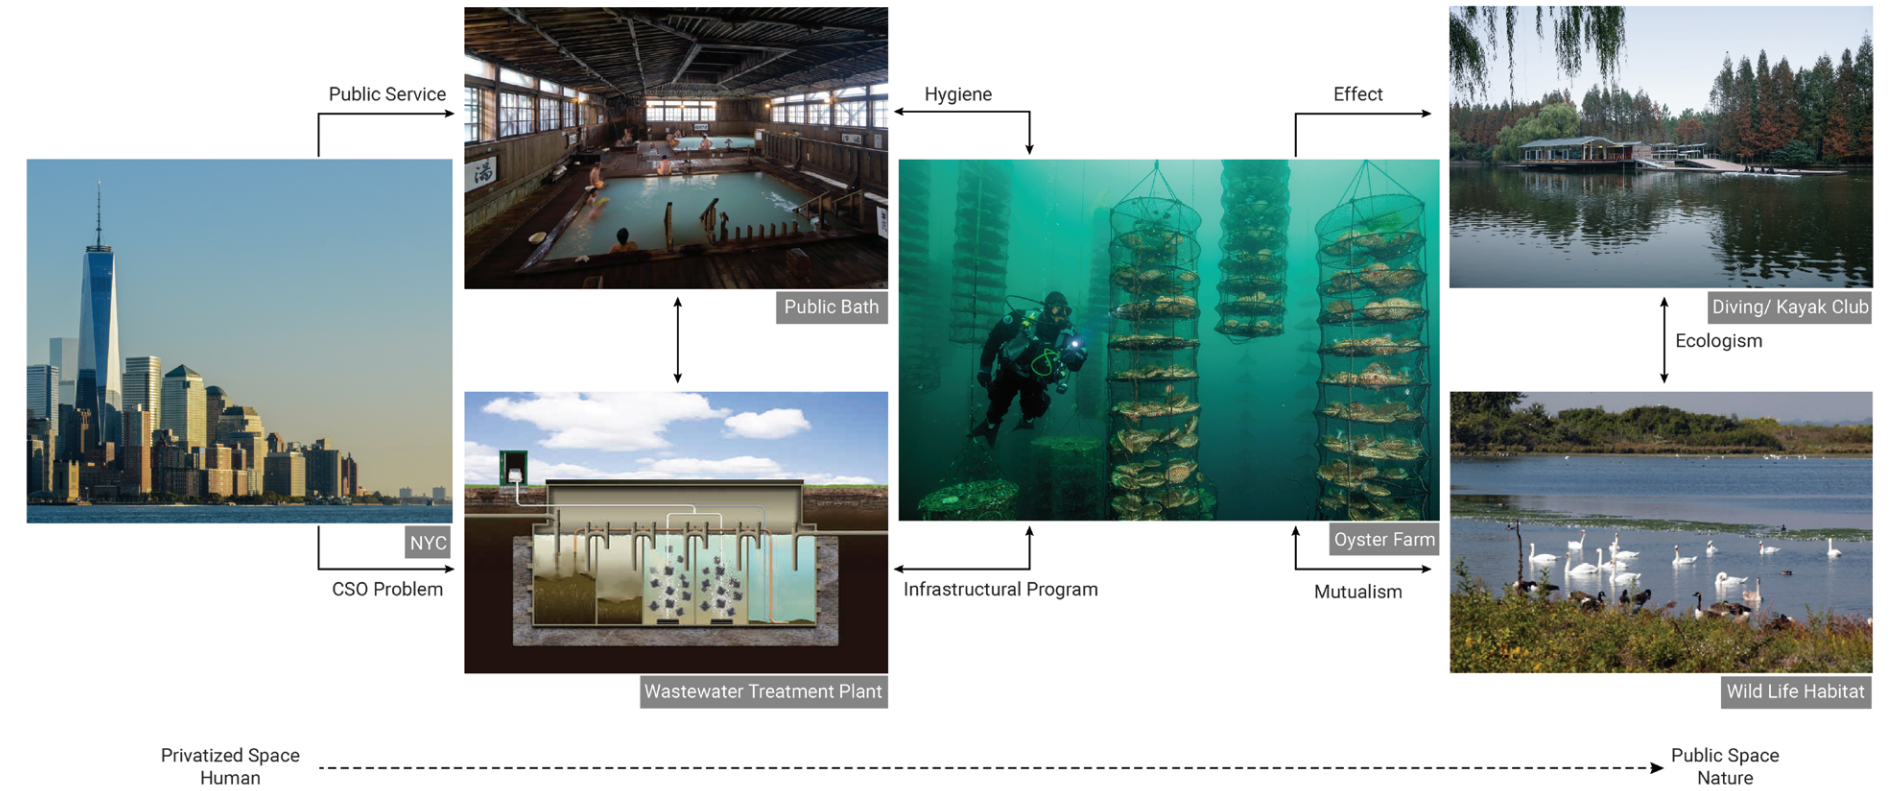 Public Service
Hygiene
Effect
湯
Public Bath
Diving/ Kayak Club
Ecologism
NYC
Oyster Farm
CSO Problem
Infrastructural Program
Mutualism
Wastewater Treatment Plant
Wild Life Habitat
Privatized Space
Human
Public Space
Nature